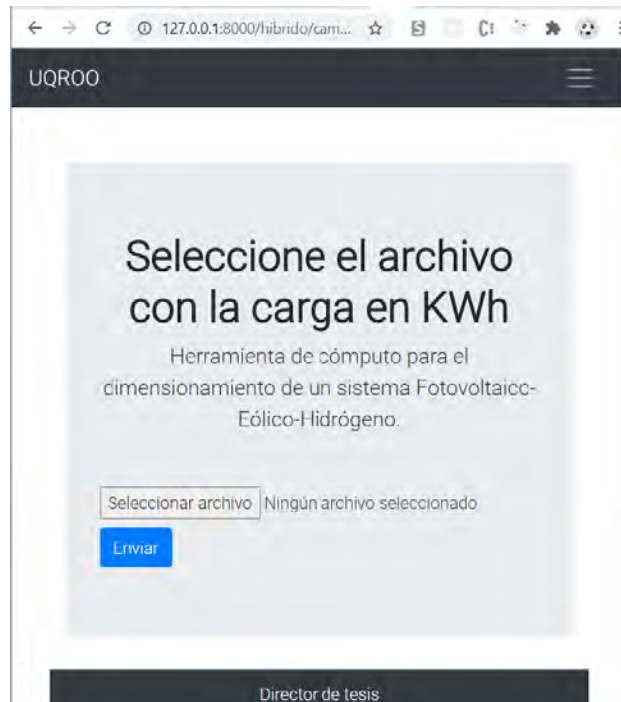 127.0.0.1:8000/hibrido/cam...
UQROO
Seleccione el archivo
con la carga en KWh
Herramienta de cómputo para el
dimensionamiento de un sistema Fotovoltaico-
Eólico-Hidrógeno.
Seleccionar archivo Ningún archivo seleccionado
Enviar
Director de tesis